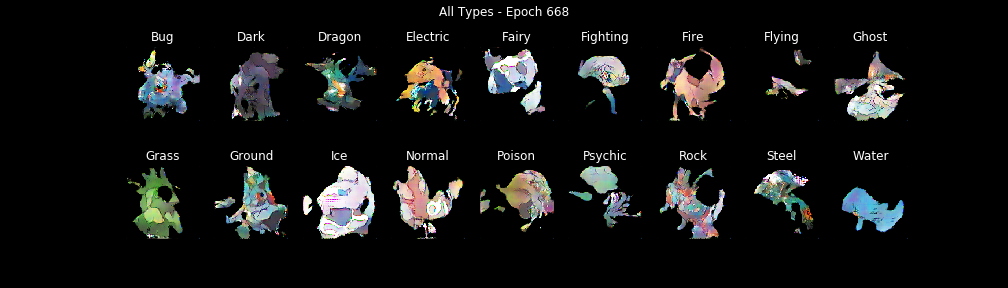 All Types - Epoch 668
Bug Dark Dragon Electric Fairy Fighting Fire Flying Ghost
Grass Ground Ice Normal Poison Psychic Rock Steel Water